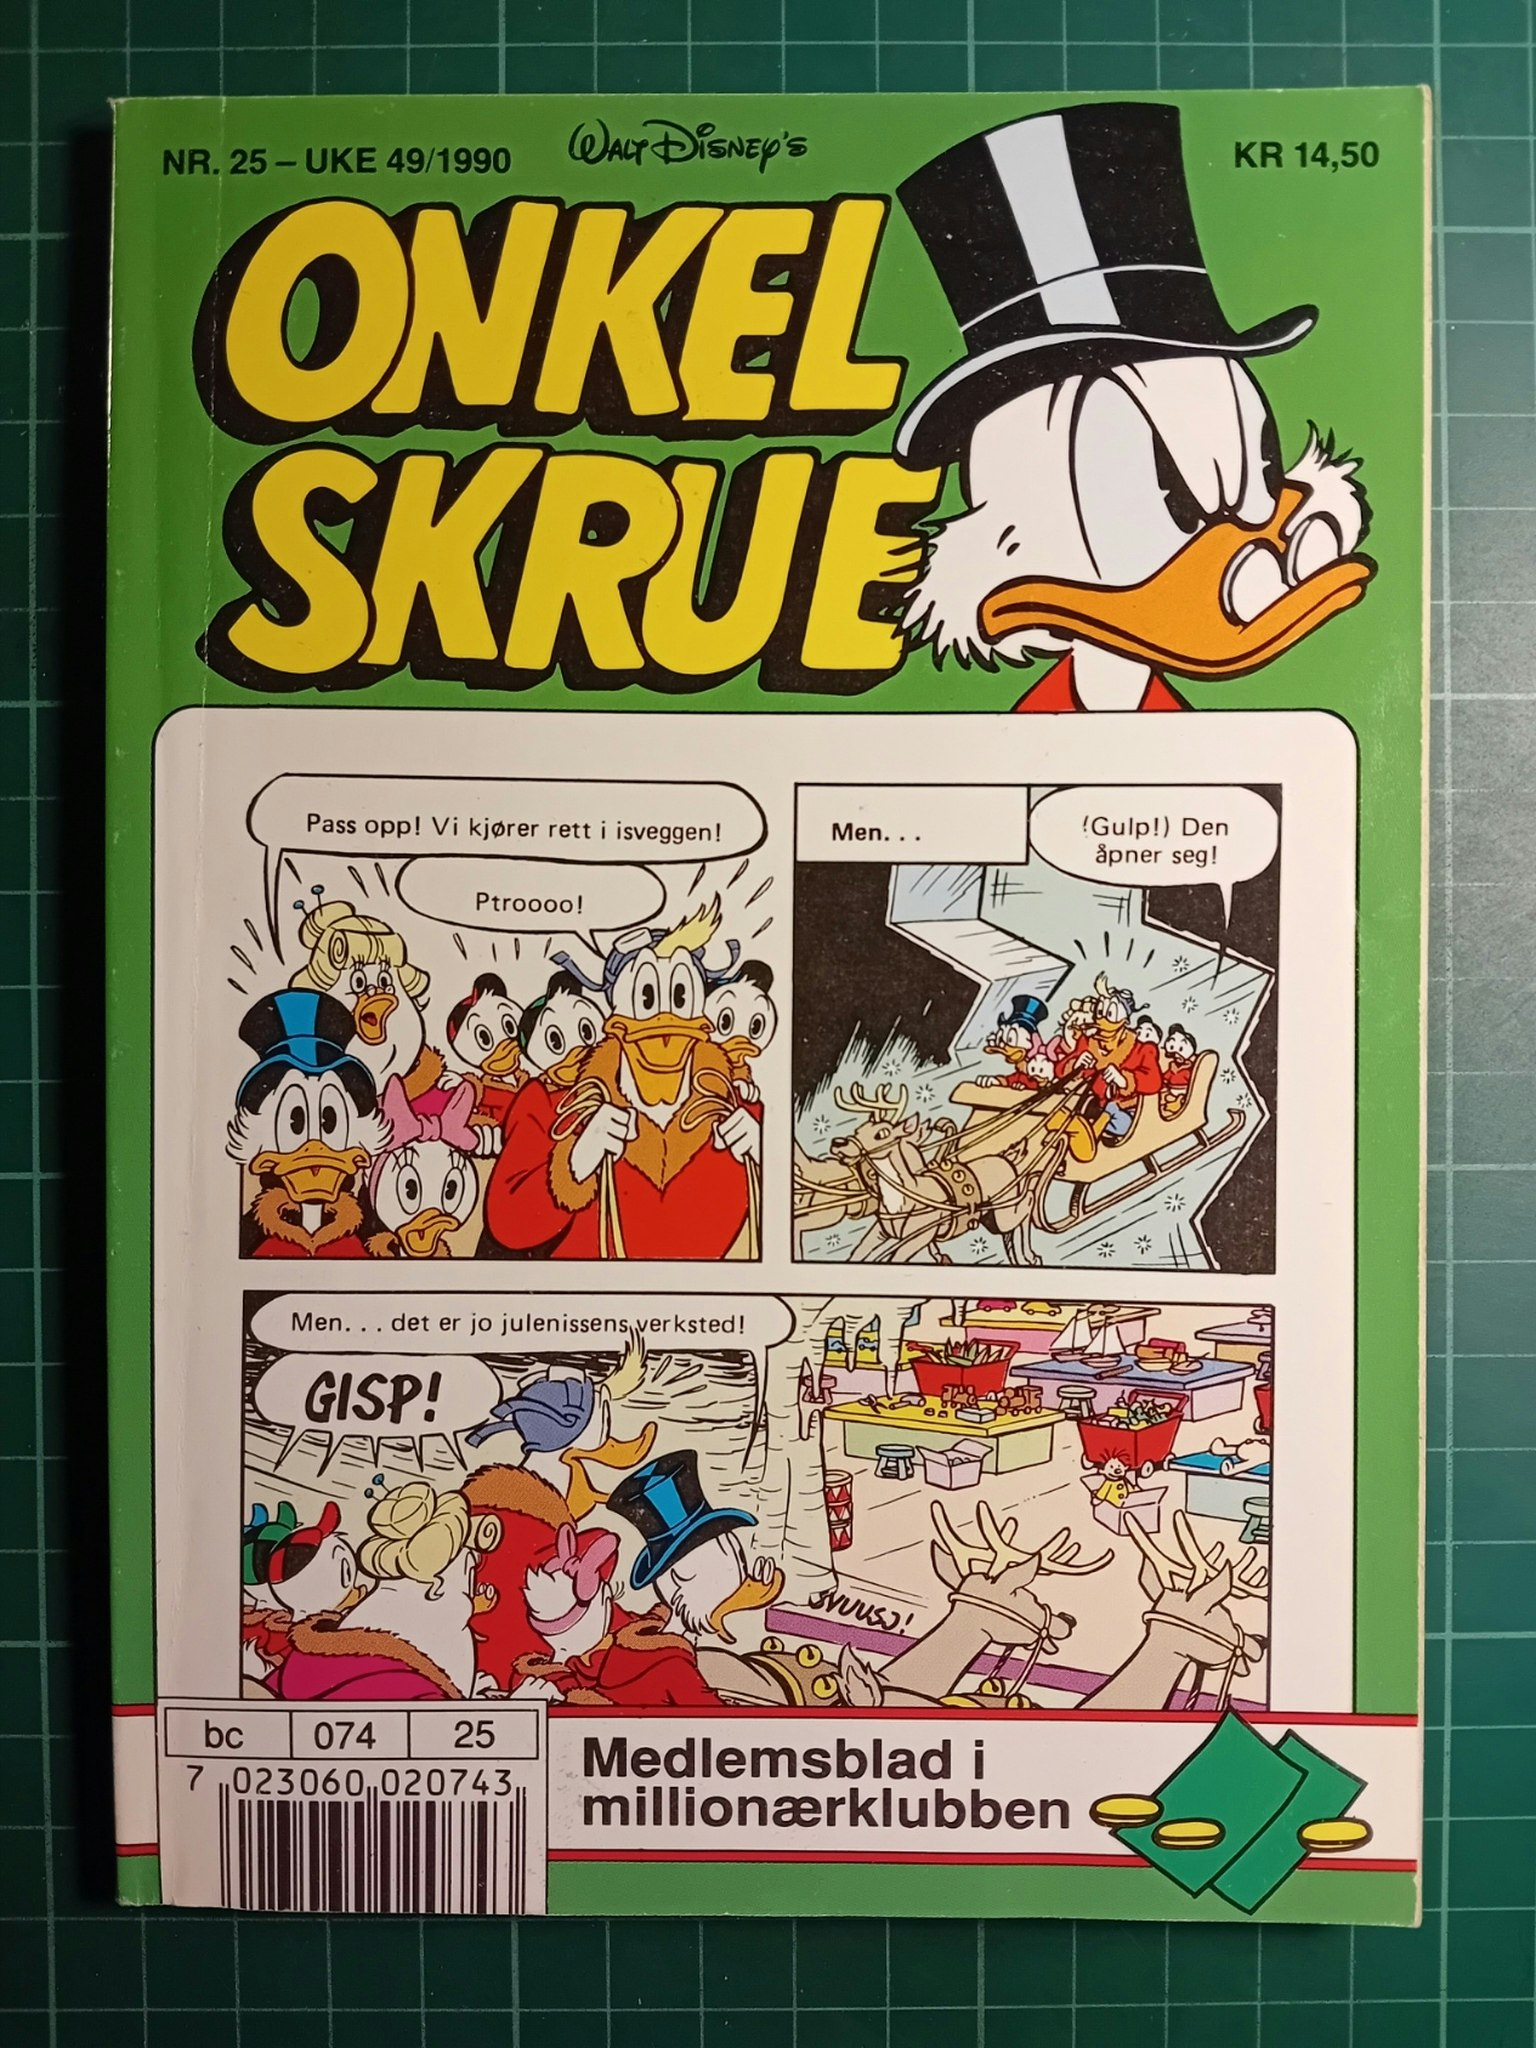 NR. 25 – UKE 49/1990
WALT DISNEY'S
KR 14,50
ONKEL
SKRUE
Pass opp! Vi kjører rett i isveggen!
Ptroooo!
Men. . .
(Gulp!) Den
åpner seg!
Men. . . det er jo julenissens verksted!
GISP!
SVUUSJ!
bc 074 25
7 023060 020743
Medlemsblad i
millionærklubben